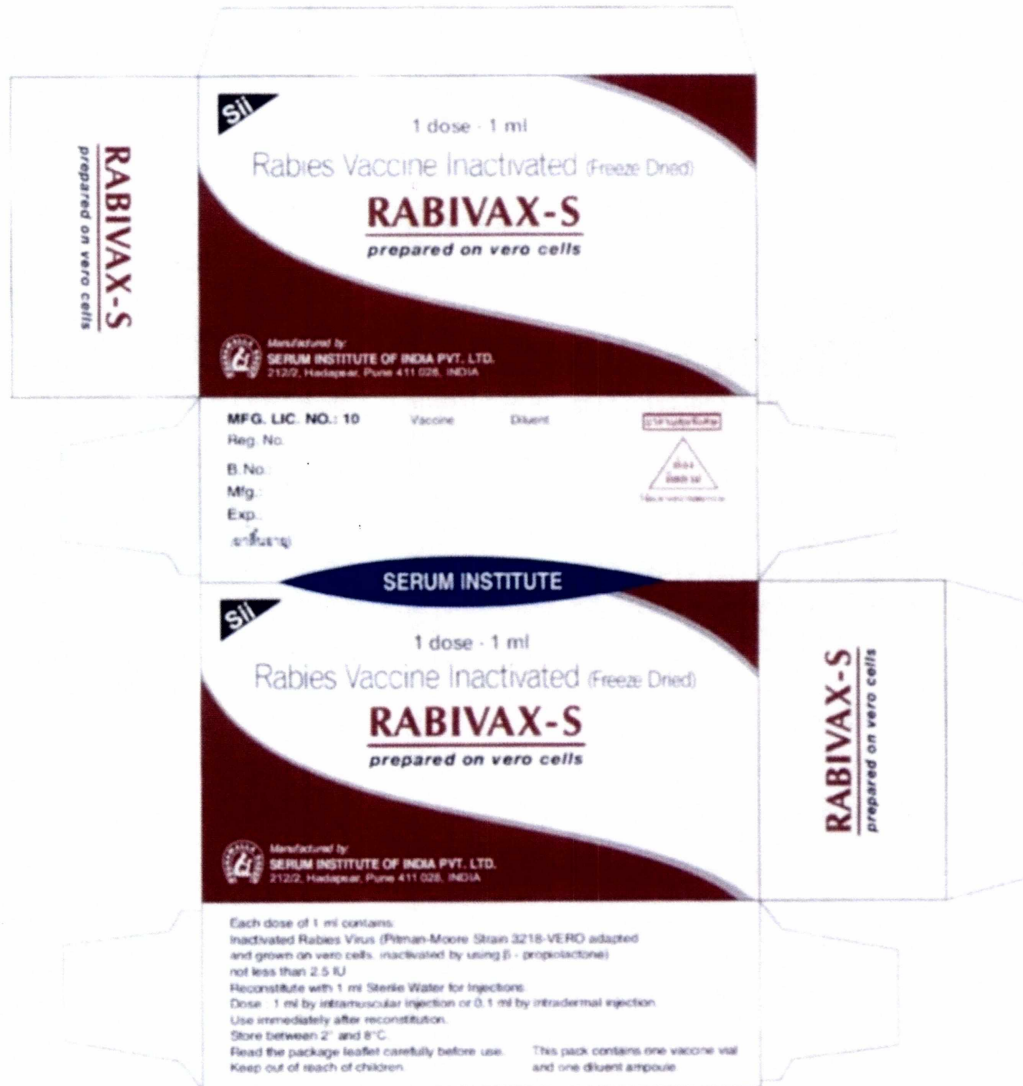 RABIVAX-S
prepared on vero cells
Sii
1 dose - 1 ml
Rabies Vaccine Inactivated (Freeze Dried)
RABIVAX-S
prepared on vero cells
Manufactured by:
SERUM INSTITUTE OF INDIA PVT. LTD.
212/2, Hadapsar, Pune 411 028, INDIA
MFG. LIC. NO.: 10 Vaccine Diluent
Reg. No.
B.No.:
Mfg.:
Exp.:
(ยาสิ้นอายุ)
SERUM INSTITUTE
Sii
1 dose - 1 ml
Rabies Vaccine Inactivated (Freeze Dried)
RABIVAX-S
prepared on vero cells
Manufactured by:
SERUM INSTITUTE OF INDIA PVT. LTD.
212/2, Hadapsar, Pune 411 028, INDIA
RABIVAX-S
prepared on vero cells
Each dose of 1 ml contains:
Inactivated Rabies Virus (Pitman-Moore Strain 3218-VERO adapted
and grown on vero cells, inactivated by using β - propiolactone)
not less than 2.5 IU
Reconstitute with 1 ml Sterile Water for Injections.
Dose : 1 ml by intramuscular injection or 0.1 ml by intradermal injection.
Use immediately after reconstitution.
Store between 2° and 8°C.
Read the package leaflet carefully before use.
Keep out of reach of children.
This pack contains one vaccine vial
and one diluent ampoule